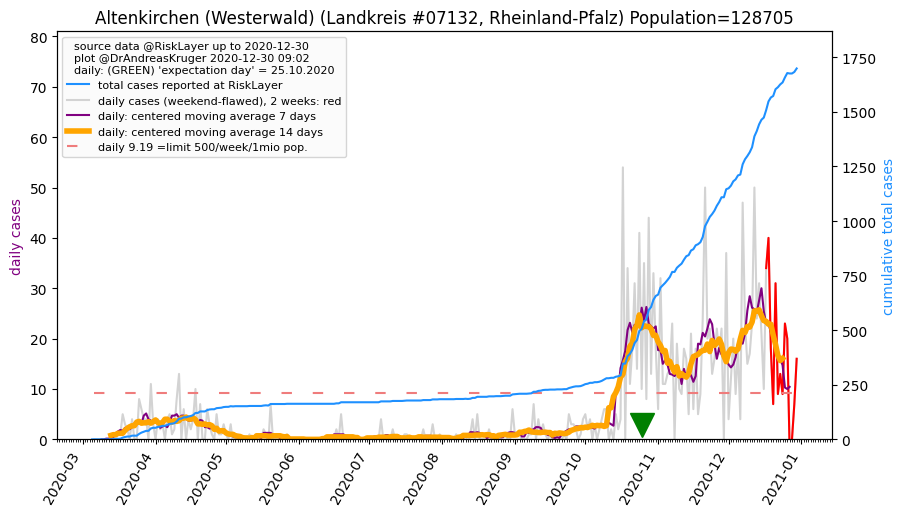 Altenkirchen (Westerwald) (Landkreis #07132, Rheinland-Pfalz) Population=128705
source data @RiskLayer up to 2020-12-30
plot @DrAndreasKruger 2020-12-30 09:02
daily: (GREEN) 'expectation day' = 25.10.2020
total cases reported at RiskLayer
daily cases (weekend-flawed), 2 weeks: red
daily: centered moving average 7 days
daily: centered moving average 14 days
daily 9.19 =limit 500/week/1mio pop.
daily cases
80
70
60
50
40
30
20
10
0
cumulative total cases
1750
1500
1250
1000
750
500
250
0
2020-03
2020-04
2020-05
2020-06
2020-07
2020-08
2020-09
2020-10
2020-11
2020-12
2021-01